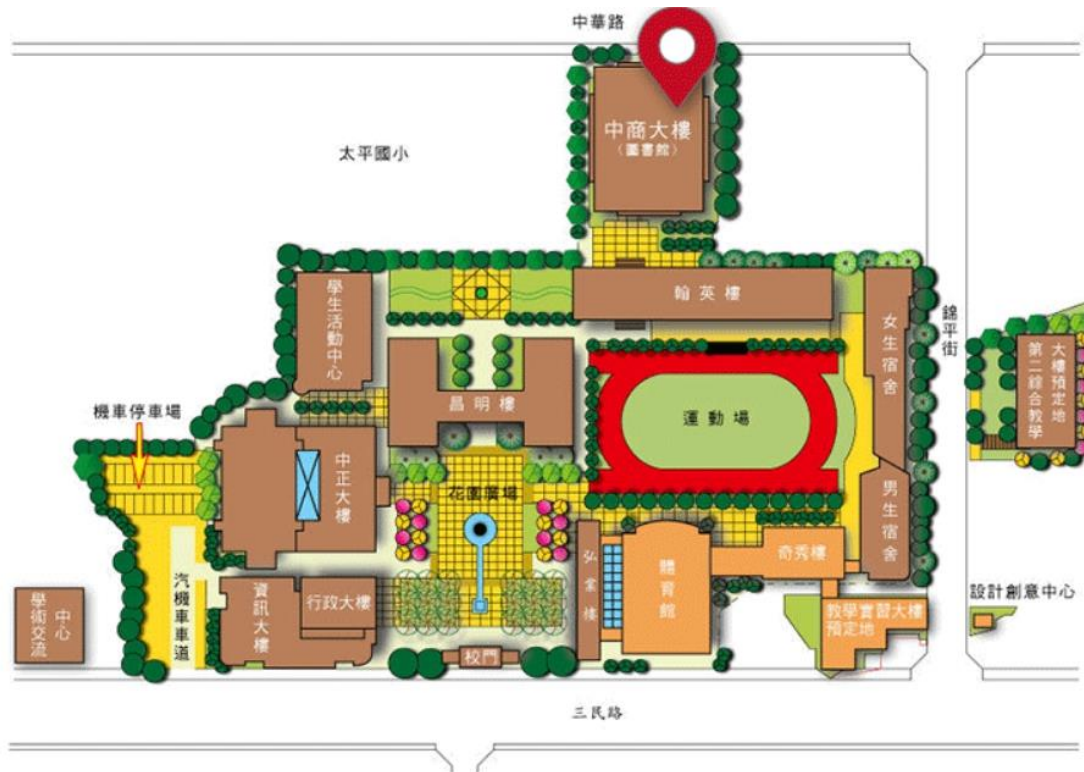 中華路
中商大樓
(圖書館)
太平國小
翰英樓
學生活動中心
女生宿舍
錦平街
第二綜合教學
大樓預定地
昌明樓
運動場
機車停車場
中正大樓
花園廣場
男生宿舍
弘業樓
體育館
奇秀樓
汽機車車道
資訊大樓
行政大樓
學術交流
中心
教學實習大樓
預定地
設計創意中心
校門
三民路